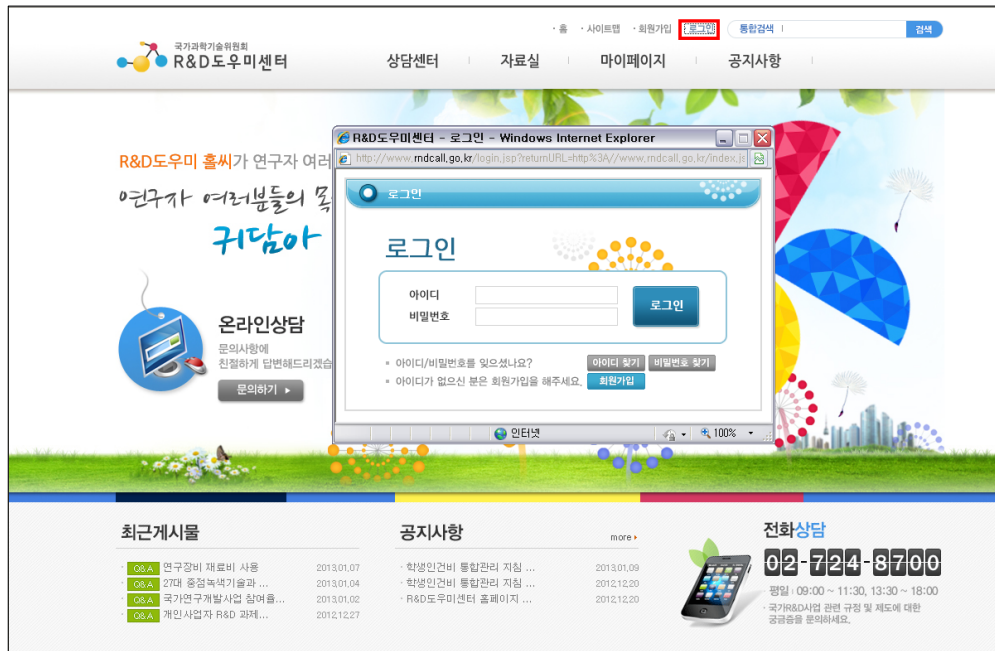 · 홈 · 사이트맵 · 회원가입 · 로그인 통합검색 검색
국가과학기술위원회
R&D도우미센터
상담센터 자료실 마이페이지 공지사항
R&D도우미 홀씨가 연구자 여러
연구자 여러분들의 목
귀담아
온라인상담
문의사항에
친절하게 답변해드리겠습
문의하기
R&D도우미센터 - 로그인 - Windows Internet Explorer
http://www.rndcall.go.kr/login.jsp?returnURL=http%3A//www.rndcall.go.kr/index.js
로그인
로그인
아이디
비밀번호
로그인
아이디/비밀번호를 잊으셨나요? 아이디 찾기 비밀번호 찾기
아이디가 없으신 분은 회원가입을 해주세요. 회원가입
인터넷 100%
최근게시물
Q&A 연구장비 재료비 사용 2013,01,07
Q&A 27대 중점녹색기술과 ... 2013,01,04
Q&A 국가연구개발사업 참여율... 2013,01,02
Q&A 개인사업자 R&D 과제... 2012,12,27
공지사항 more
· 학생인건비 통합관리 지침 ... 2013,01,09
· 학생인건비 통합관리 지침 ... 2012,12,20
· R&D도우미센터 홈페이지 ... 2012,12,20
전화상담
02-724-8700
· 평일 : 09:00 ~ 11:30, 13:30 ~ 18:00
· 국가R&D사업 관련 규정 및 제도에 대한
궁금증을 문의하세요.